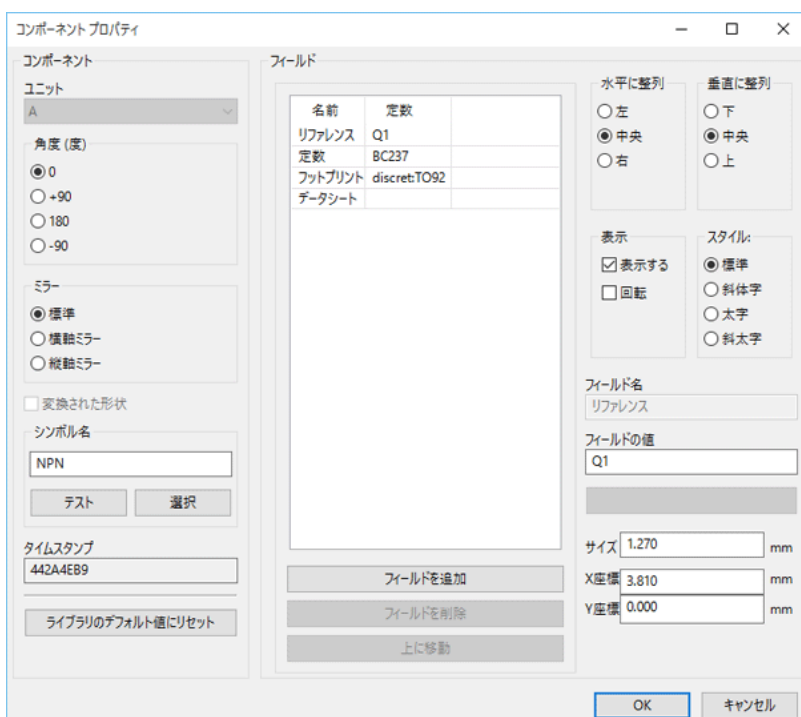 コンポーネント プロパティ
コンポーネント
ユニット
A
角度 (度)
0
+90
180
-90
ミラー
標準
横軸ミラー
縦軸ミラー
変換された形状
シンボル名
NPN
テスト 選択
タイムスタンプ
442A4EB9
ライブラリのデフォルト値にリセット
フィールド
名前 定数
リファレンス Q1
定数 BC237
フットプリント discret:TO92
データシート
フィールドを追加
フィールドを削除
上に移動
水平に整列
左
中央
右
垂直に整列
下
中央
上
表示
表示する
回転
スタイル:
標準
斜体字
太字
斜太字
フィールド名
リファレンス
フィールドの値
Q1
サイズ 1.270 mm
X座標 3.810 mm
Y座標 0.000 mm
OK キャンセル